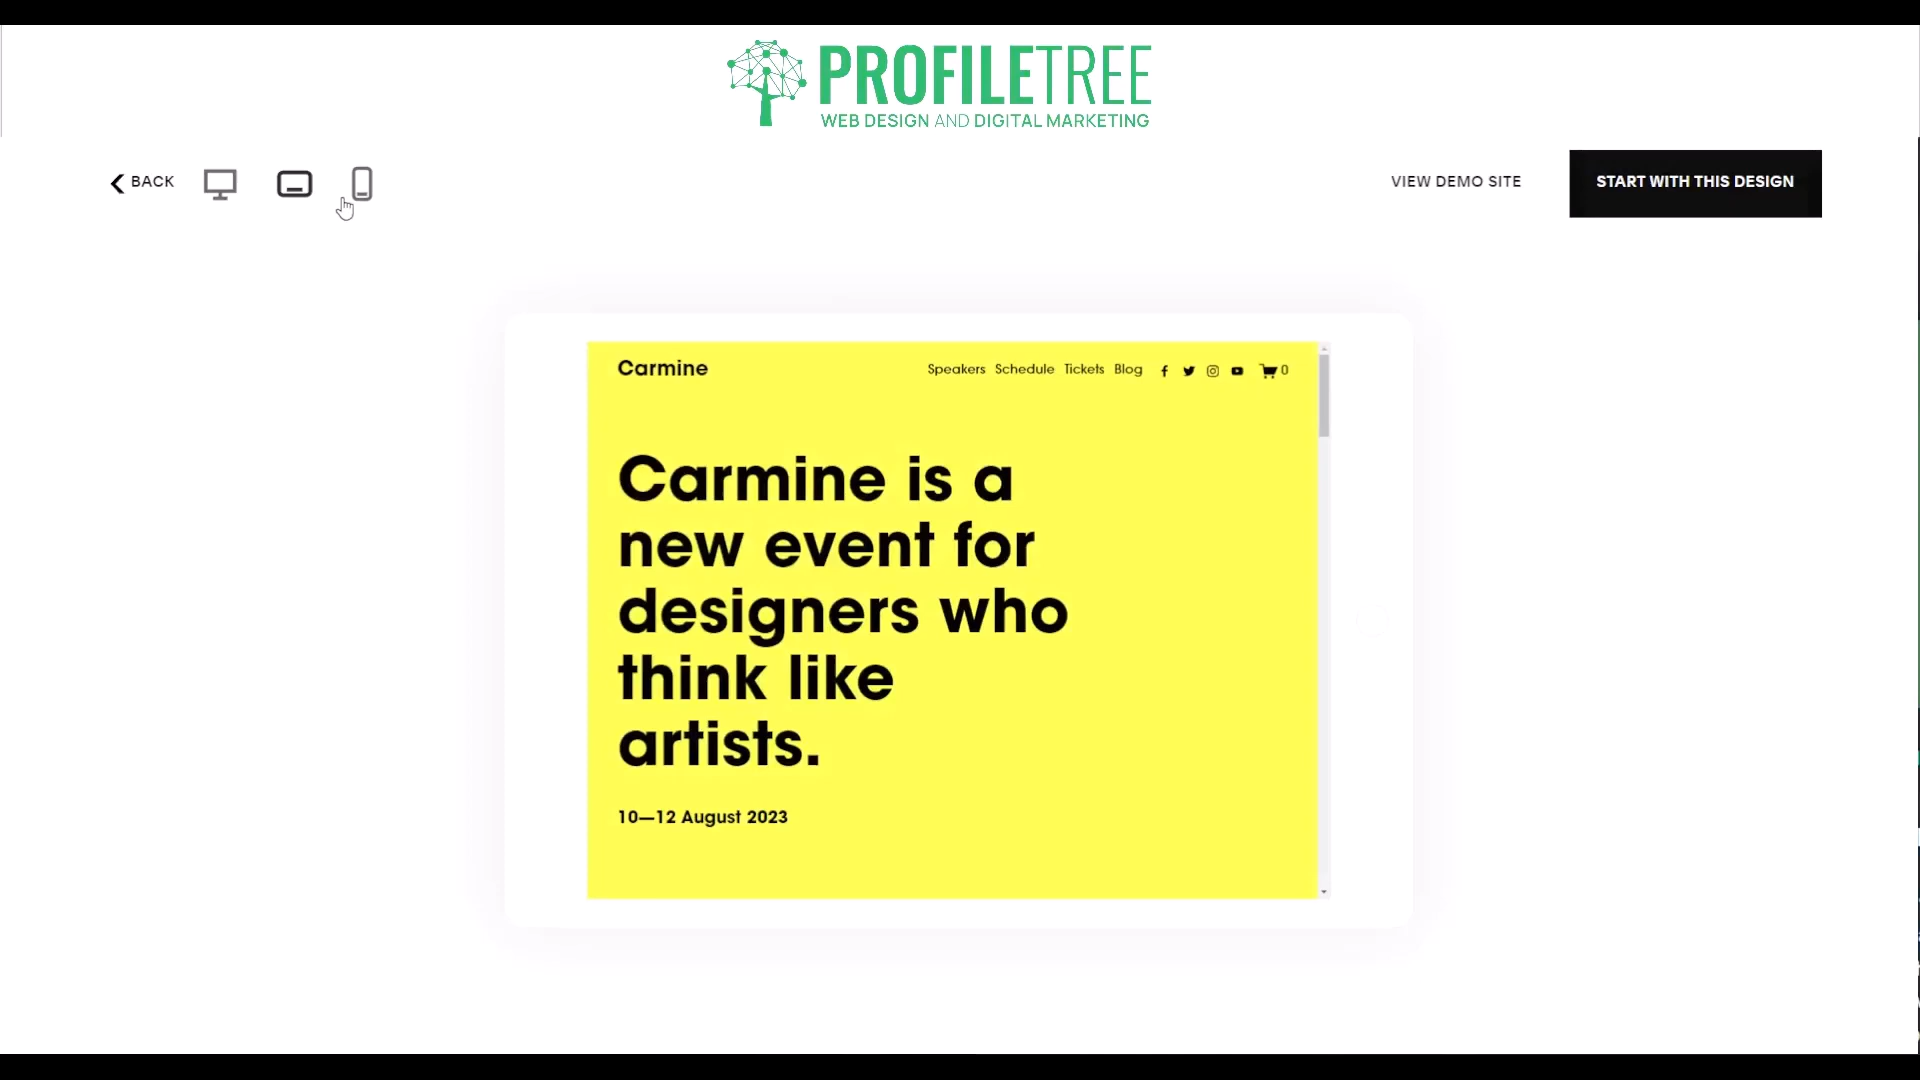 PROFILETREE
WEB DESIGN AND DIGITAL MARKETING
BACK
VIEW DEMO SITE
START WITH THIS DESIGN
Carmine
Speakers Schedule Tickets Blog 0
Carmine is a
new event for
designers who
think like
artists.
10—12 August 2023